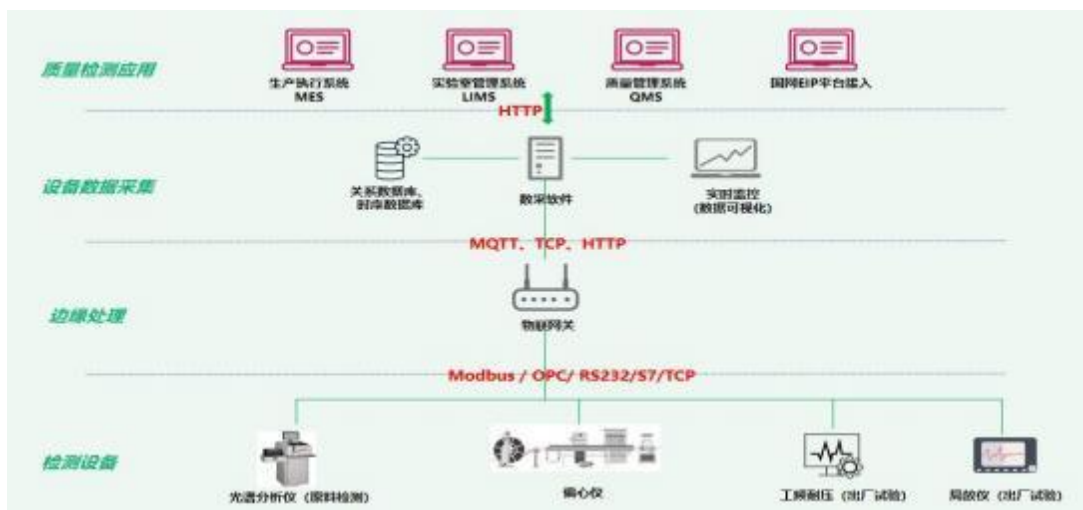 质量检测应用
生产执行系统
MES
实验室管理系统
LIMS
质量管理系统
QMS
国网EIP平台接入
HTTP
设备数据采集
关系数据库、
时序数据库
数采软件
实时监控
(数据可视化)
MQTT、TCP、HTTP
边缘处理
物联网关
Modbus / OPC/ RS232/S7/TCP
检测设备
光谱分析仪（原料检测）
偏心仪
工频耐压（出厂试验）
局放仪（出厂试验）